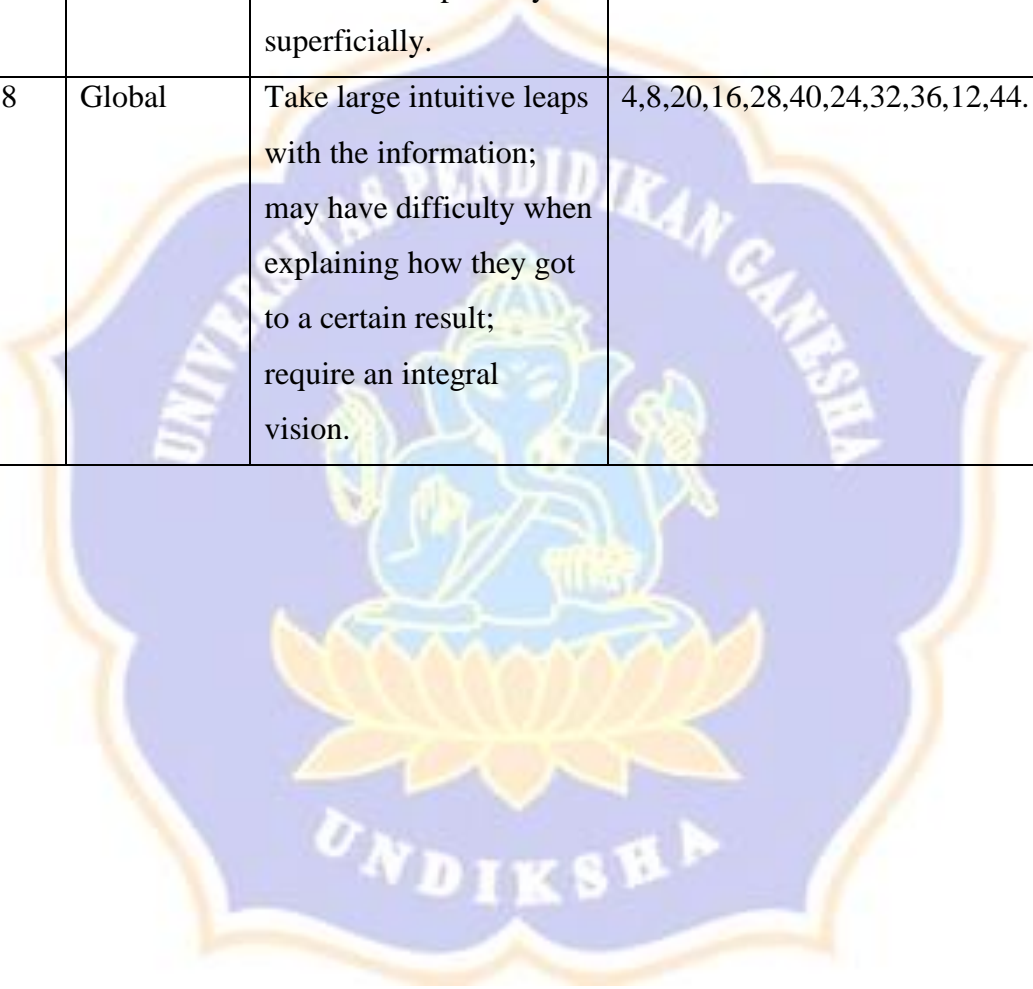 superficially.
8 Global Take large intuitive leaps 4,8,20,16,28,40,24,32,36,12,44.
with the information;
may have difficulty when
explaining how they got
to a certain result;
require an integral
vision.
UNIVERSITAS PENDIDIKAN GANESHA
UNDIKSHA